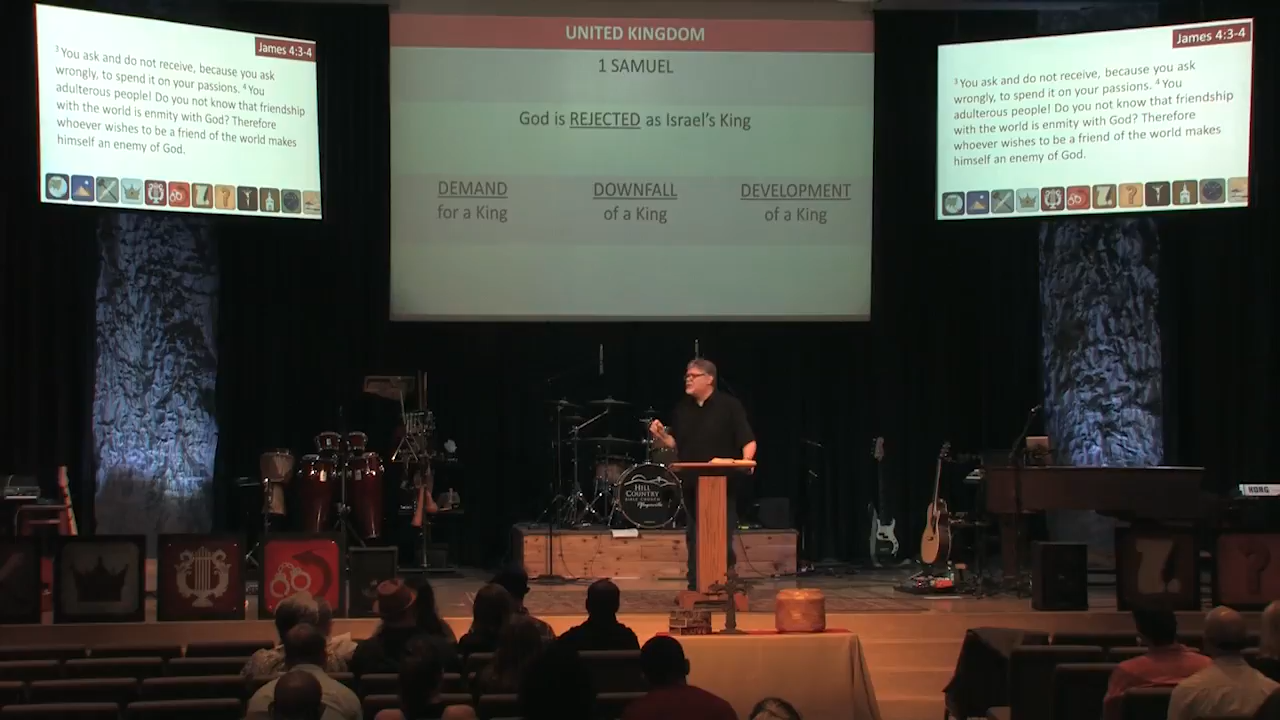 James 4:3-4
3 You ask and do not receive, because you ask
wrongly, to spend it on your passions. 4 You
adulterous people! Do you not know that friendship
with the world is enmity with God? Therefore
whoever wishes to be a friend of the world makes
himself an enemy of God.
UNITED KINGDOM
1 SAMUEL
God is REJECTED as Israel's King
DEMAND
for a King
DOWNFALL
of a King
DEVELOPMENT
of a King
James 4:3-4
3 You ask and do not receive, because you ask
wrongly, to spend it on your passions. 4 You
adulterous people! Do you not know that friendship
with the world is enmity with God? Therefore
whoever wishes to be a friend of the world makes
himself an enemy of God.
HILL
COUNTRY
BIBLE CHURCH
Pflugerville
KORG